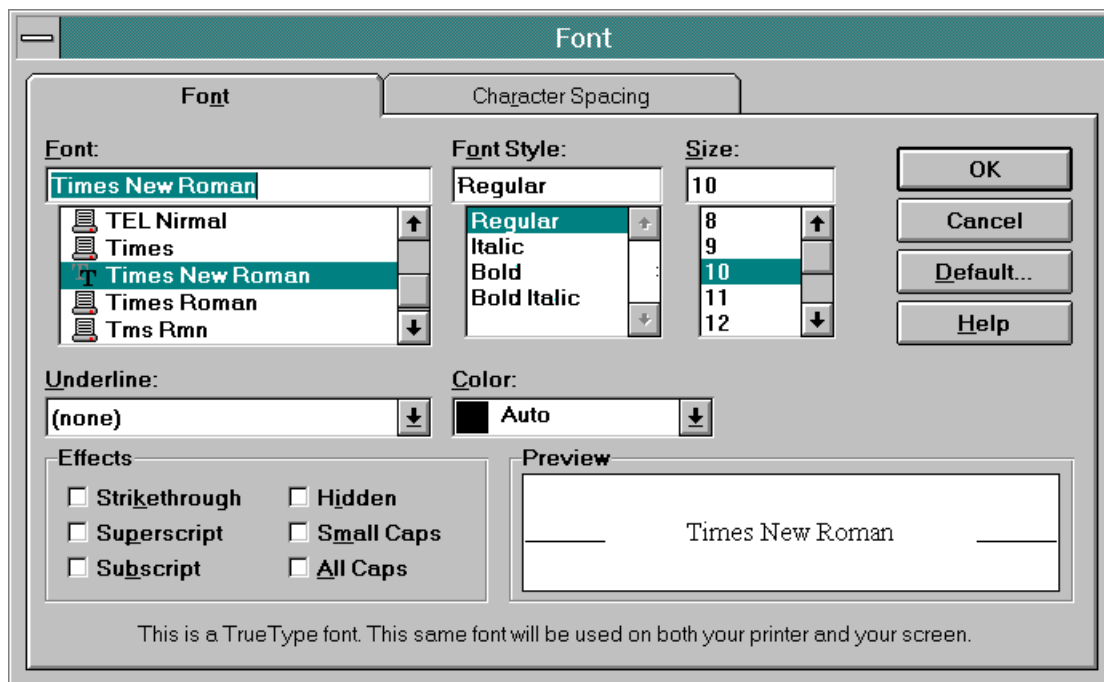 Font
Font
Character Spacing
Font:
Times New Roman
TEL Nirmal
Times
Times New Roman
Times Roman
Tms Rmn
Font Style:
Regular
Regular
Italic
Bold
Bold Italic
Size:
10
8
9
10
11
12
OK
Cancel
Default...
Help
Underline:
(none)
Color:
Auto
Effects
Strikethrough
Superscript
Subscript
Hidden
Small Caps
All Caps
Preview
Times New Roman
This is a TrueType font. This same font will be used on both your printer and your screen.